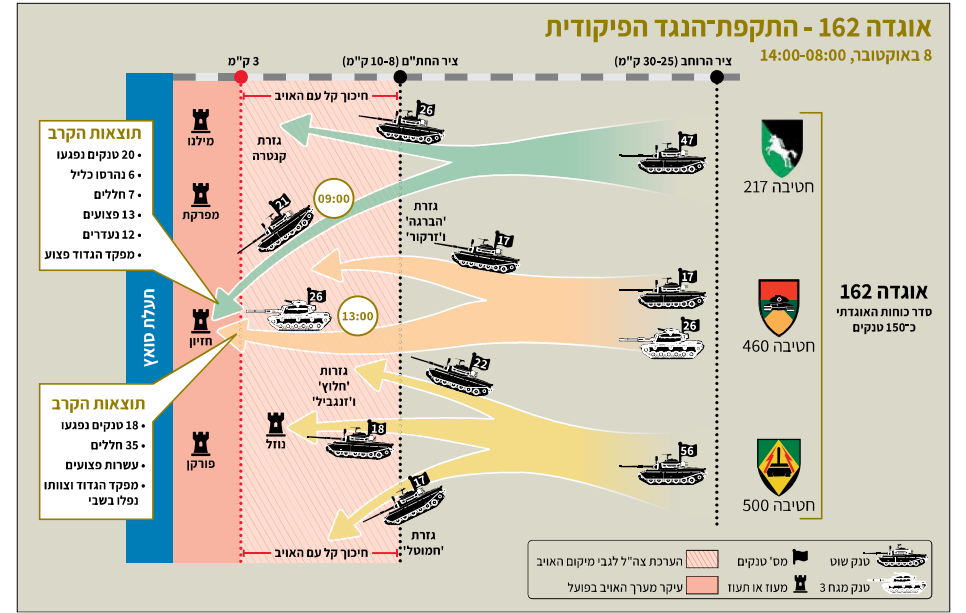 אוגדה 162 - התקפת־הנגד הפיקודית
8 באוקטובר, 14:00-08:00
ציר הרוחב (30-25 ק"מ)
ציר החת"ם (10-8 ק"מ)
3 ק"מ
חיכוך קל עם האויב
חטיבה 217
חטיבה 460
חטיבה 500
אוגדה 162
סדר כוחות האוגדתי
כ־150 טנקים
47
26
21
09:00
17
17
26
26
13:00
56
22
18
17
גזרת
קנטרה
גזרת
'הברגה'
ו'זרקור'
גזרות
'חלוץ'
ו'זנגביל'
גזרת
'חמוטל'
חיכוך קל עם האויב
מילנו
מפרקת
חזיון
נוזל
פורקן
תעלת סואץ
תוצאות הקרב
• 20 טנקים נפגעו
• 6 נהרסו כליל
• 7 חללים
• 13 פצועים
• 12 נעדרים
• מפקד הגדוד פצוע
תוצאות הקרב
• 18 טנקים נפגעו
• 35 חללים
• עשרות פצועים
• מפקד הגדוד וצוותו
נפלו בשבי
טנק שוט
מס' טנקים
הערכת צה"ל לגבי מיקום האויב
טנק מגח 3
מעוז או תעוז
עיקר מערך האויב בפועל